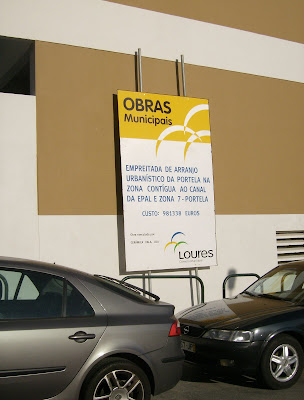 OBRAS
Municipais
EMPREITADA DE ARRANJO
URBANÍSTICO DA PORTELA NA
ZONA CONTÍGUA AO CANAL
DA EPAL E ZONA 7 - PORTELA
CUSTO: 981338 EUROS
Loures